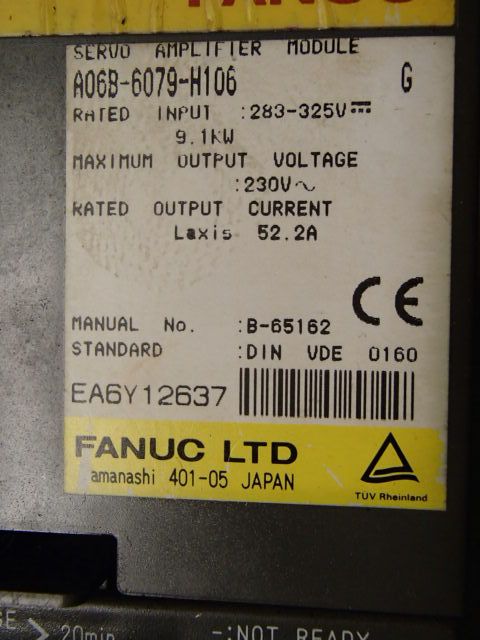 FANUC
SERVO AMPLIFIER MODULE
A06B-6079-H106 G
RATED INPUT :283-325V⎓
9.1KW
MAXIMUM OUTPUT VOLTAGE
:230V~
RATED OUTPUT CURRENT
Laxis 52.2A
CE
MANUAL No. :B-65162
STANDARD :DIN VDE 0160
EA6Y12637
FANUC LTD
amanashi 401-05 JAPAN
TÜV Rheinland
20min -:NOT READY